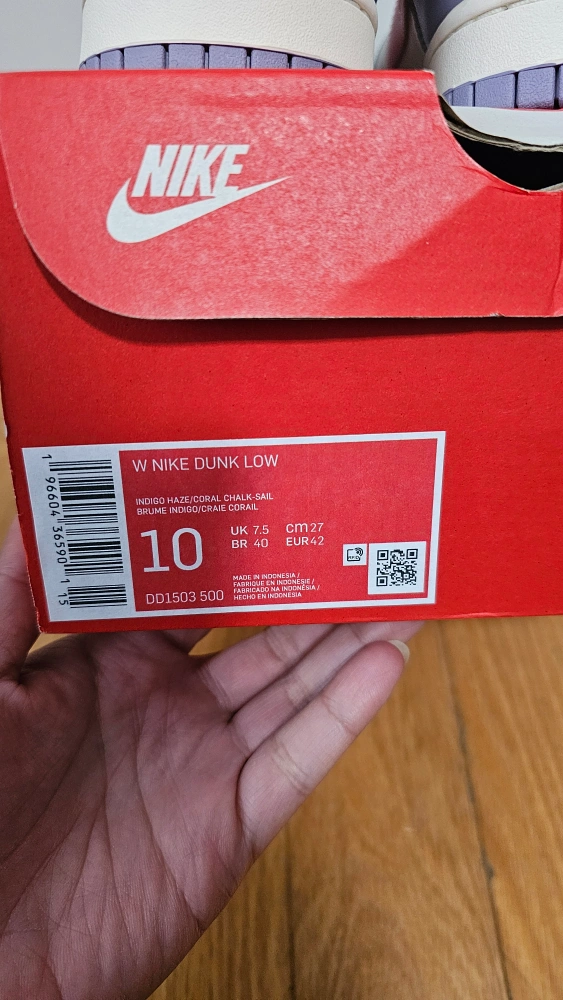 NIKE
W NIKE DUNK LOW
INDIGO HAZE/CORAL CHALK-SAIL
BRUME INDIGO/CRAIE CORAIL
10
UK 7.5 cm 27
BR 40 EUR 42
MADE IN INDONESIA /
FABRIQUÉ EN INDONÉSIE /
FABRICADO NA INDONÉSIA /
HECHO EN INDONESIA
DD1503 500
RFID
1 96604 36590 1 15